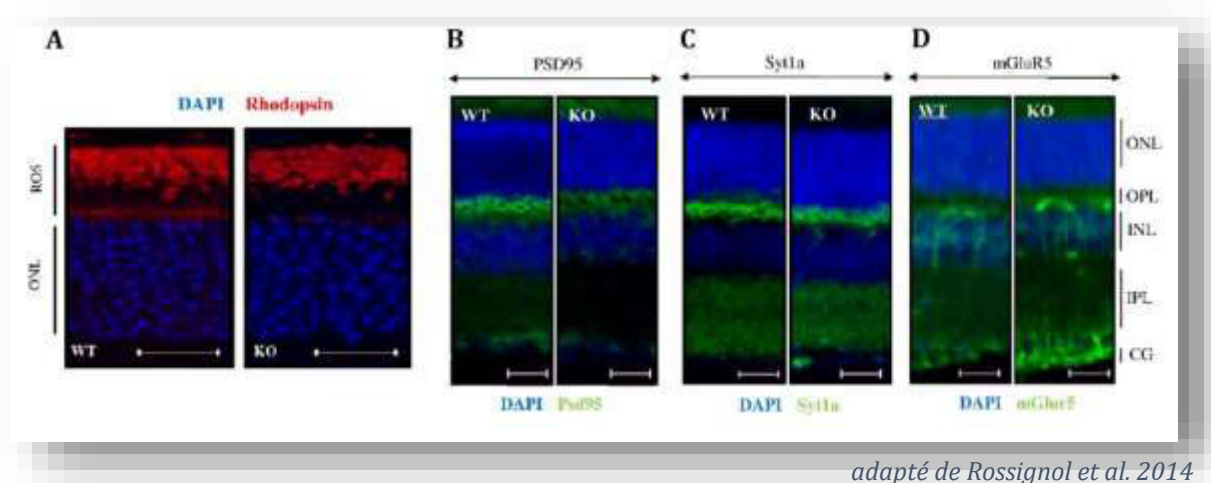 A
DAPI Rhodopsin
ROS
ONL
WT
KO
B
PSD95
WT
KO
DAPI Psd95
C
Syt1a
WT
KO
DAPI Syt1a
D
mGluR5
WT
KO
DAPI mGlur5
ONL
OPL
INL
IPL
CG
adapté de Rossignol et al. 2014